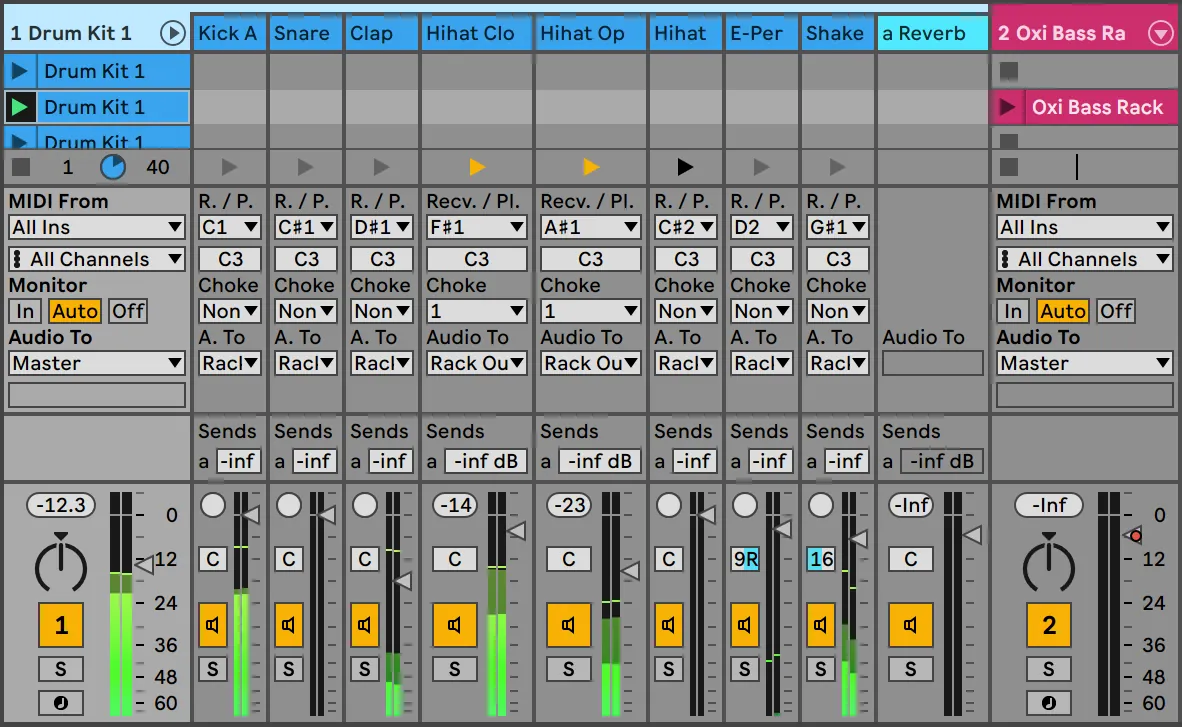 1 Drum Kit 1 Kick A Snare Clap Hihat Clo Hihat Op Hihat E-Per Shake a Reverb 2 Oxi Bass Ra
Drum Kit 1
Drum Kit 1 Oxi Bass Rack
Drum Kit 1
1 40
MIDI From R. / P. R. / P. R. / P. Recv. / Pl. Recv. / Pl. R. / P. R. / P. R. / P. MIDI From
All Ins C1 C#1 D#1 F#1 A#1 C#2 D2 G#1 All Ins
All Channels C3 C3 C3 C3 C3 C3 C3 C3 All Channels
Monitor Choke Choke Choke Choke Choke Choke Choke Choke Monitor
In Auto Off Non Non Non 1 1 Non Non Non In Auto Off
Audio To A. To A. To A. To Audio To Audio To A. To A. To A. To Audio To Audio To
Master Racl Racl Racl Rack Ou Rack Ou Racl Racl Racl Master
Sends Sends Sends Sends Sends Sends Sends Sends Sends
a -inf a -inf a -inf a -inf dB a -inf dB a -inf a -inf a -inf a -inf dB
-12.3 -14 -23 -Inf -Inf
0 0
12 C C C C C C 9R 16 C 12
24 24
1 2
36 36
S S S S S S S S S S S
48 48
60 60